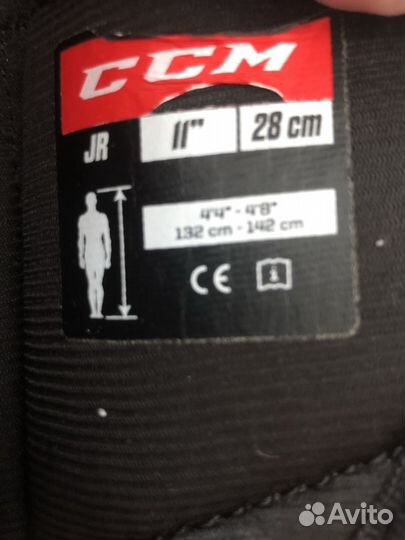 CCM
JR 11" 28 cm
4'4" - 4'8"
132 cm - 142 cm
CE
Avito